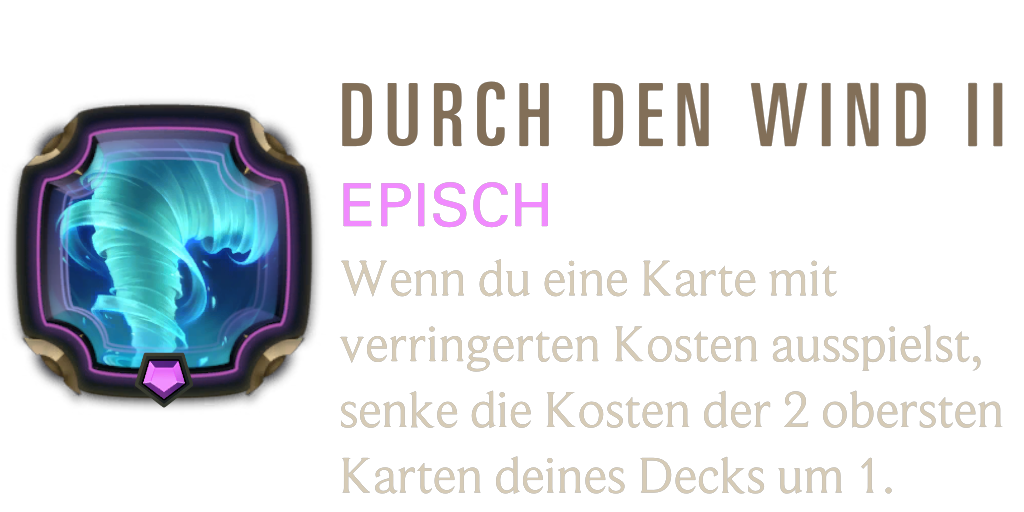 DURCH DEN WIND II
EPISCH
Wenn du eine Karte mit
verringerten Kosten ausspielst,
senke die Kosten der 2 obersten
Karten deines Decks um 1.